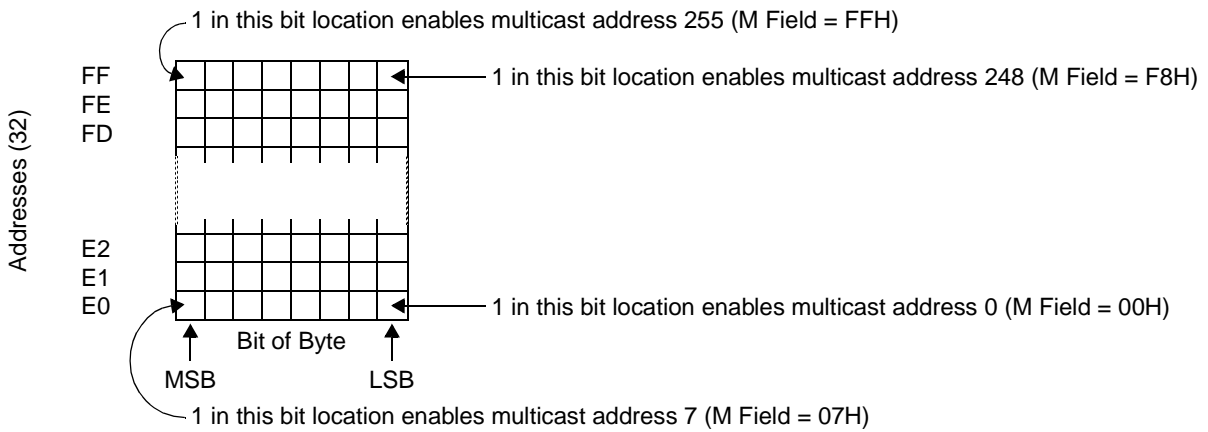 1 in this bit location enables multicast address 255 (M Field = FFH)
FF
1 in this bit location enables multicast address 248 (M Field = F8H)
FE
FD
Addresses (32)
E2
E1
E0
1 in this bit location enables multicast address 0 (M Field = 00H)
Bit of Byte
MSB
LSB
1 in this bit location enables multicast address 7 (M Field = 07H)